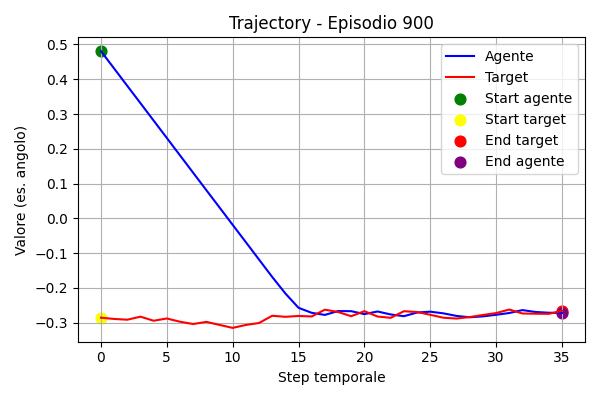 Trajectory - Episodio 900
Valore (es. angolo)
0.5
0.4
0.3
0.2
0.1
0.0
−0.1
−0.2
−0.3
Agente
Target
Start agente
Start target
End target
End agente
0 5 10 15 20 25 30 35
Step temporale